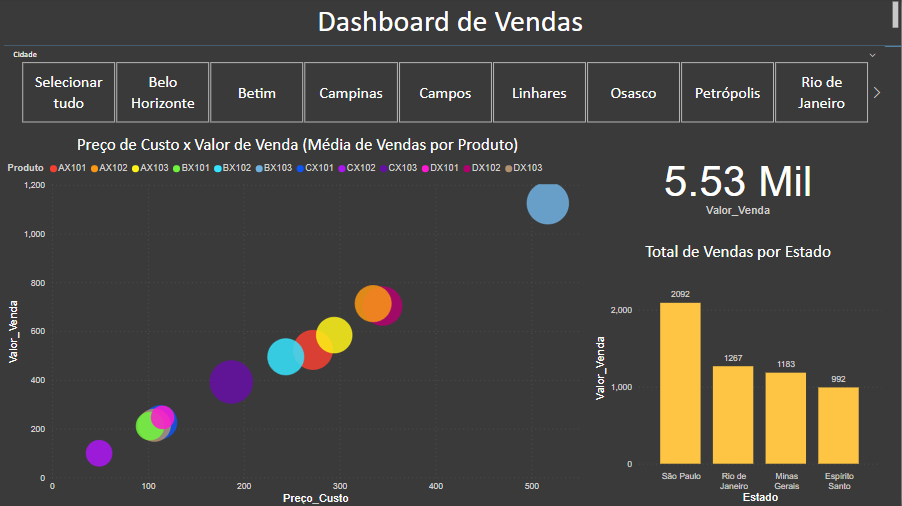 Dashboard de Vendas
Cidade
Selecionar
tudo
Belo
Horizonte
Betim
Campinas
Campos
Linhares
Osasco
Petrópolis
Rio de
Janeiro
Preço de Custo x Valor de Venda (Média de Vendas por Produto)
Produto AX101 AX102 AX103 BX101 BX102 BX103 CX101 CX102 CX103 DX101 DX102 DX103
1,200
1,000
800
600
400
200
0
Valor_Venda
0 100 200 300 400 500
Preço_Custo
5.53 Mil
Valor_Venda
Total de Vendas por Estado
2,000
1,000
0
Valor_Venda
2092
1267
1183
992
São Paulo
Rio de
Janeiro
Minas
Gerais
Espírito
Santo
Estado